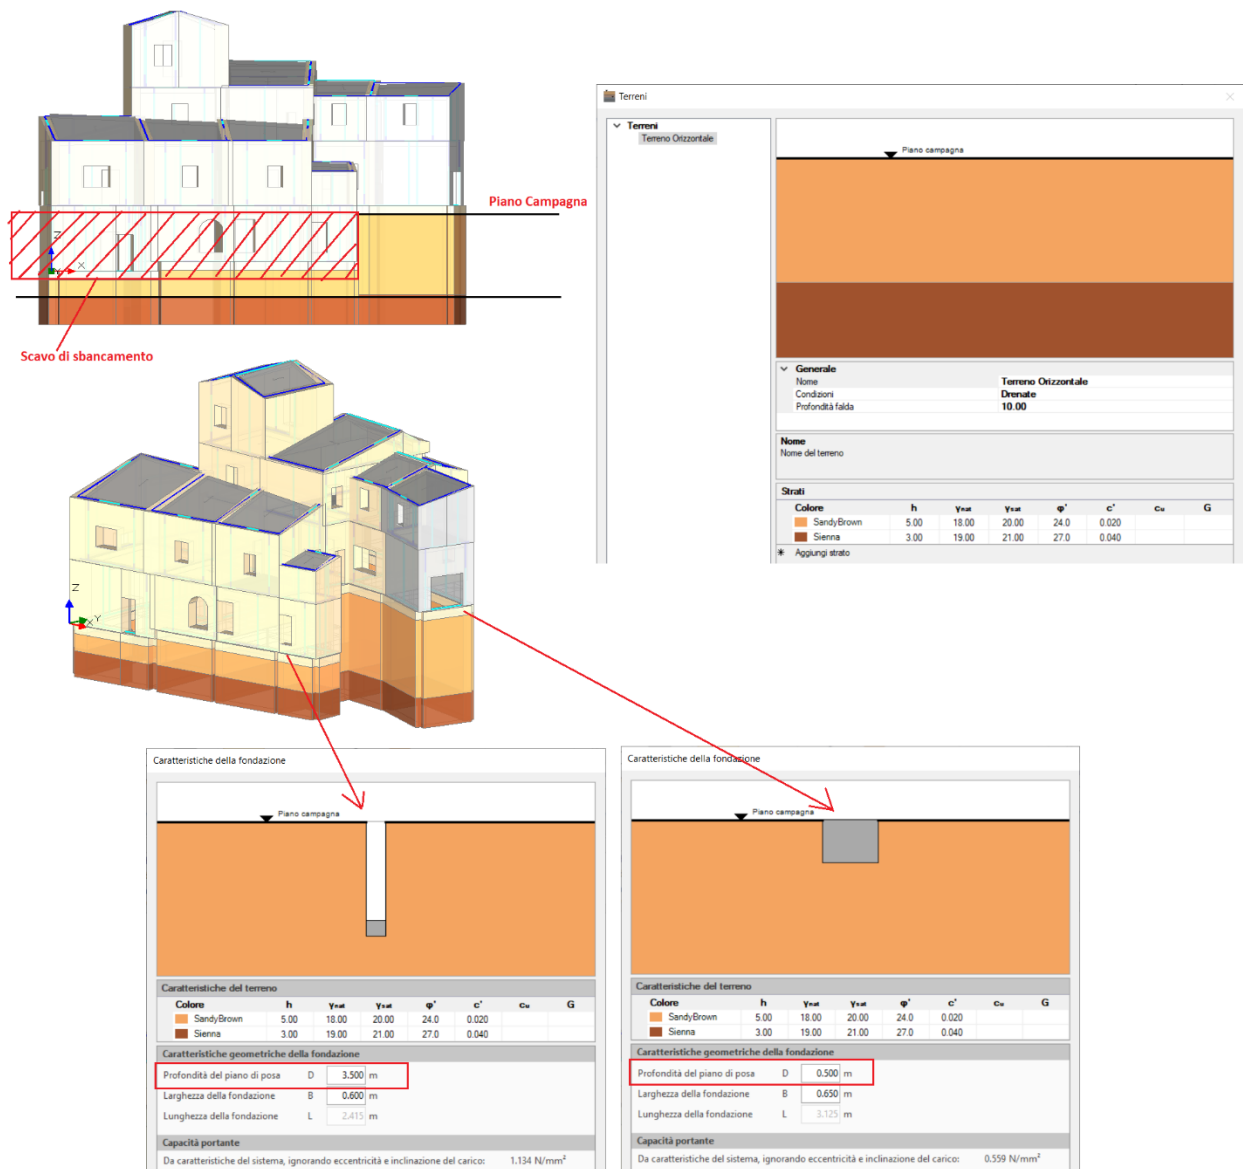 Piano Campagna
Z
X
Scavo di sbancamento
Terreni
Terreni
Terreno Orizzontale
Piano campagna
Generale
Nome Terreno Orizzontale
Condizioni Drenate
Profondità falda 10.00
Nome
Nome del terreno
Strati
Colore h γnat γsat φ' c' cu G
SandyBrown 5.00 18.00 20.00 24.0 0.020
Sienna 3.00 19.00 21.00 27.0 0.040
Aggiungi strato
Z
Y
X
Caratteristiche della fondazione
Piano campagna
Caratteristiche del terreno
Colore h γnat γsat φ' c' cu G
SandyBrown 5.00 18.00 20.00 24.0 0.020
Sienna 3.00 19.00 21.00 27.0 0.040
Caratteristiche geometriche della fondazione
Profondità del piano di posa D 3.500 m
Larghezza della fondazione B 0.600 m
Lunghezza della fondazione L 2.415 m
Capacità portante
Da caratteristiche del sistema, ignorando eccentricità e inclinazione del carico: 1.134 N/mm²
Caratteristiche della fondazione
Piano campagna
Caratteristiche del terreno
Colore h γnat γsat φ' c' cu G
SandyBrown 5.00 18.00 20.00 24.0 0.020
Sienna 3.00 19.00 21.00 27.0 0.040
Caratteristiche geometriche della fondazione
Profondità del piano di posa D 0.500 m
Larghezza della fondazione B 0.650 m
Lunghezza della fondazione L 3.125 m
Capacità portante
Da caratteristiche del sistema, ignorando eccentricità e inclinazione del carico: 0.559 N/mm²